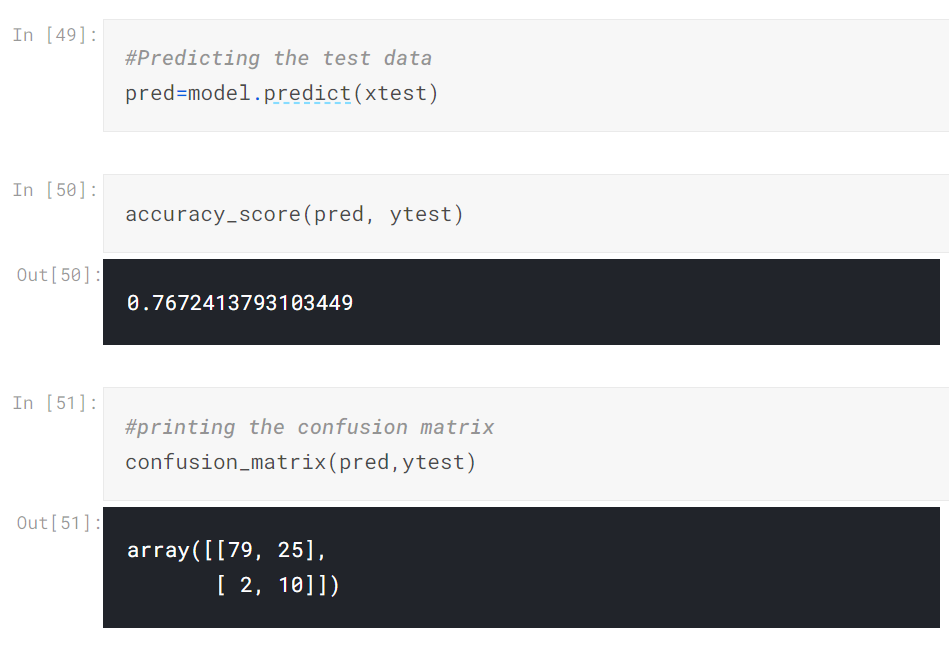 In [49]:
#Predicting the test data
pred=model.predict(xtest)
In [50]:
accuracy_score(pred, ytest)
Out[50]:
0.7672413793103449
In [51]:
#printing the confusion matrix
confusion_matrix(pred,ytest)
Out[51]:
array([[79, 25],
       [ 2, 10]])